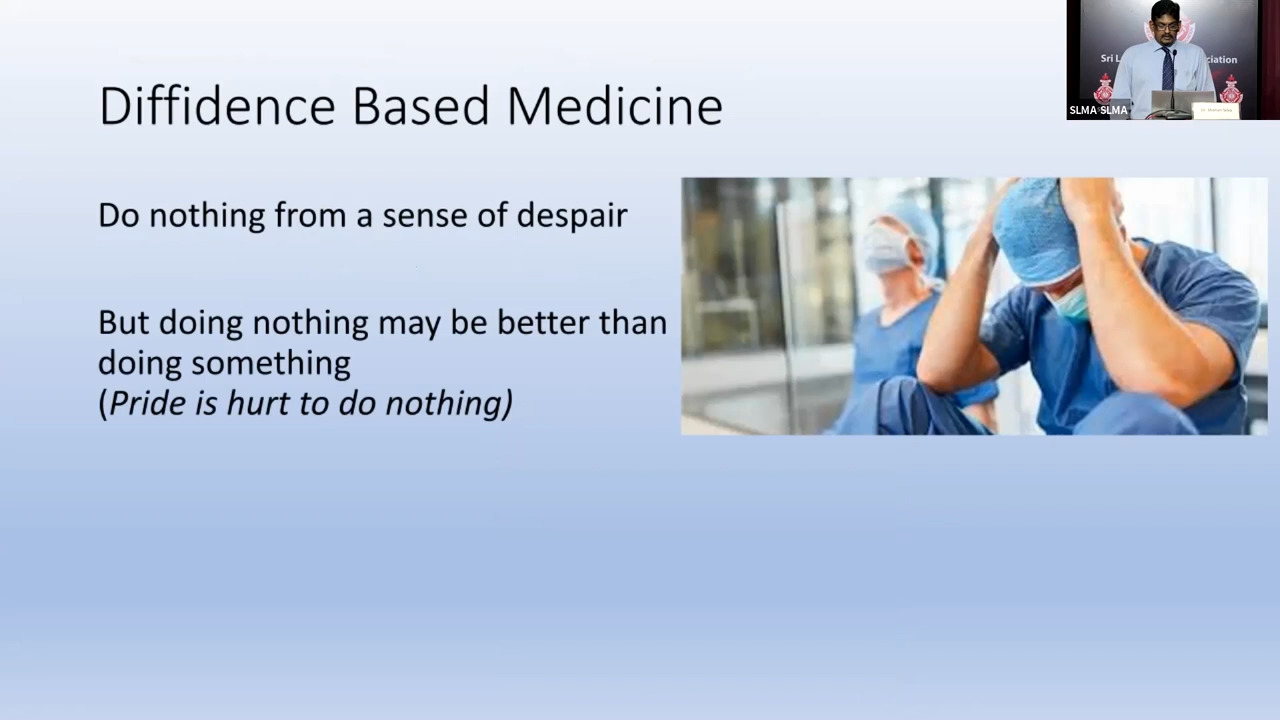 Diffidence Based Medicine
Do nothing from a sense of despair
But doing nothing may be better than
doing something
(Pride is hurt to do nothing)
Sri L
ciation
SLMA SLMA